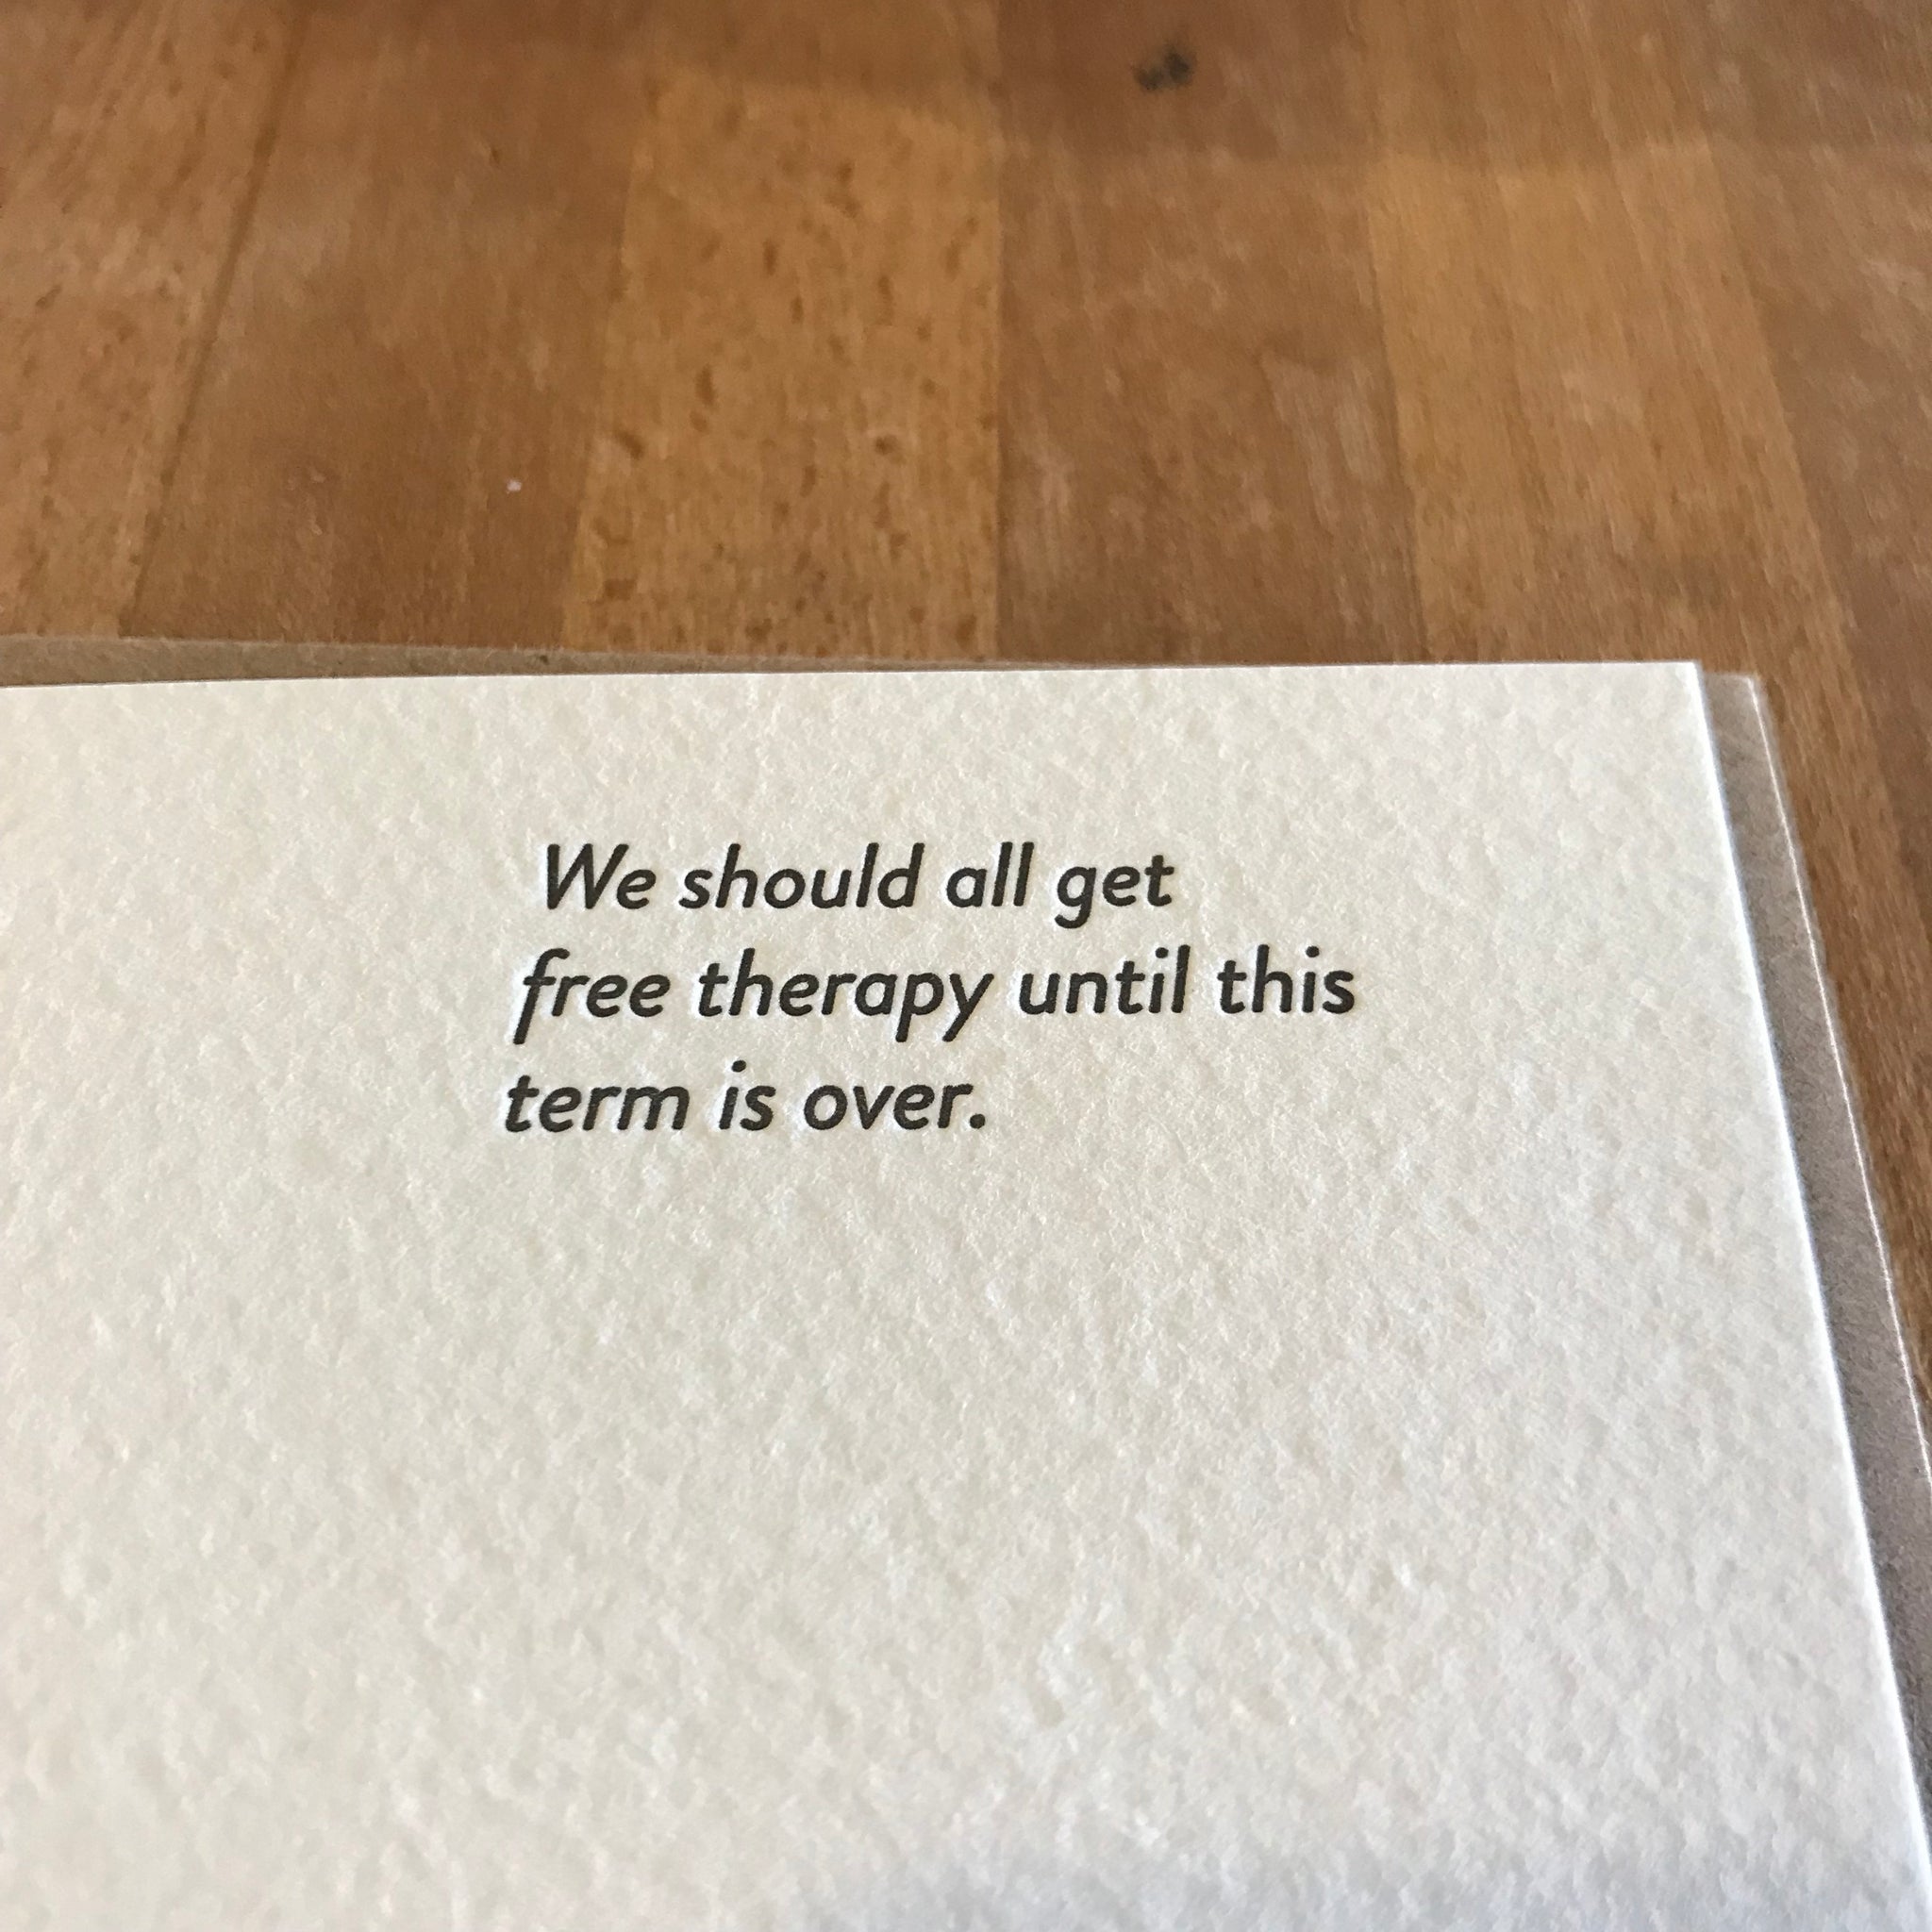 We should all get
free therapy until this
term is over.